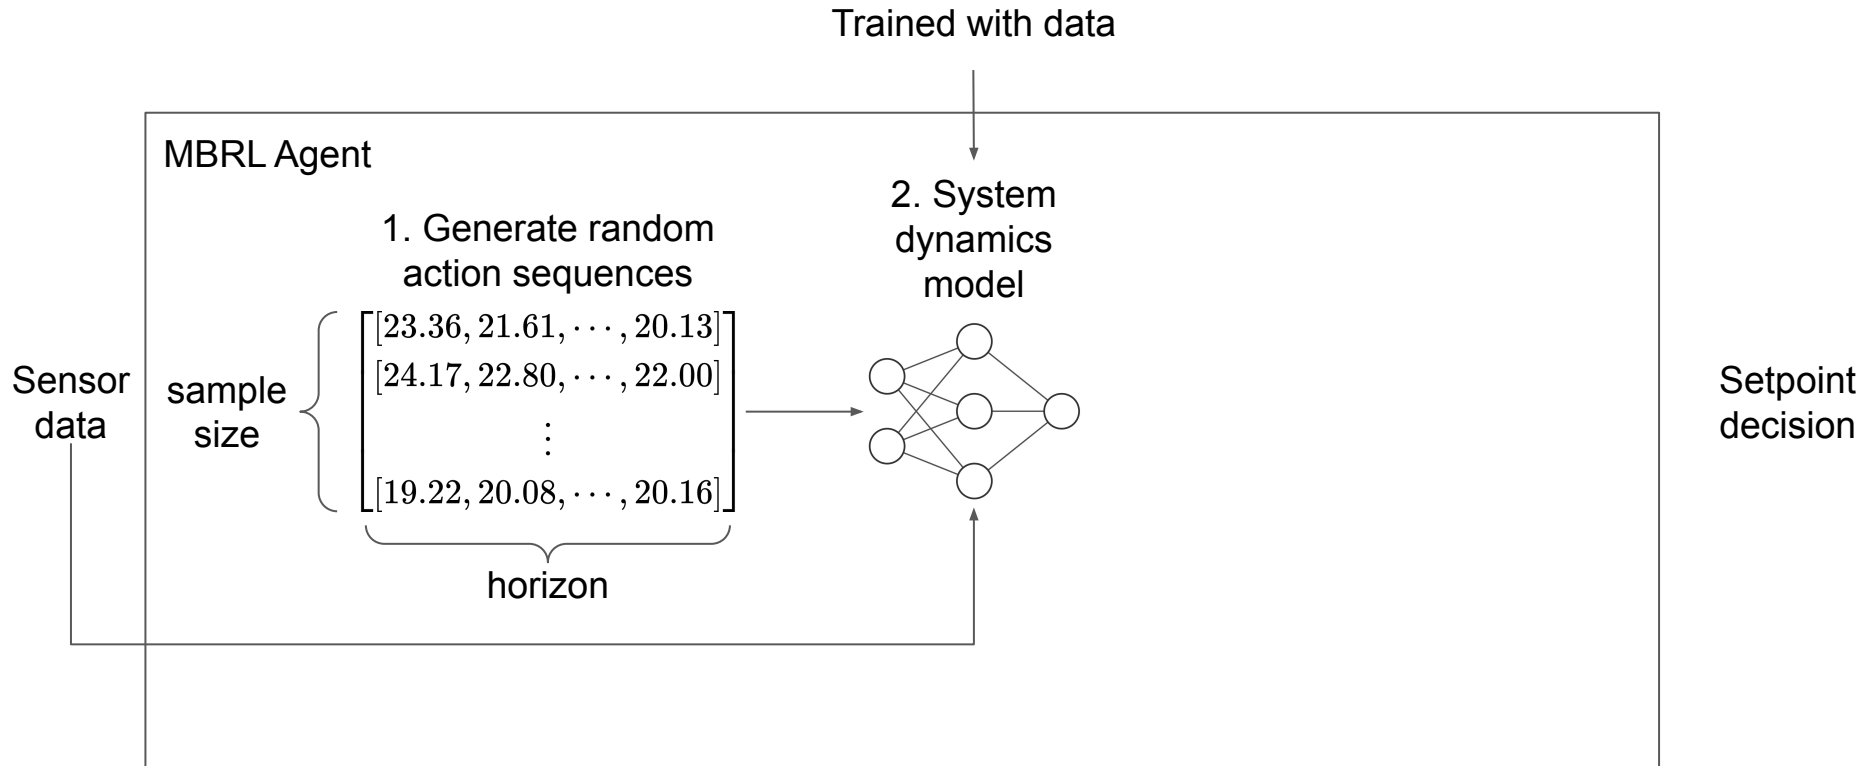 Trained with data
MBRL Agent
1. Generate random
action sequences
2. System
dynamics
model
[23.36, 21.61, ⋯ , 20.13]
[24.17, 22.80, ⋯ , 22.00]
⋮
[19.22, 20.08, ⋯ , 20.16]
Sensor
data
sample
size
horizon
Setpoint
decision